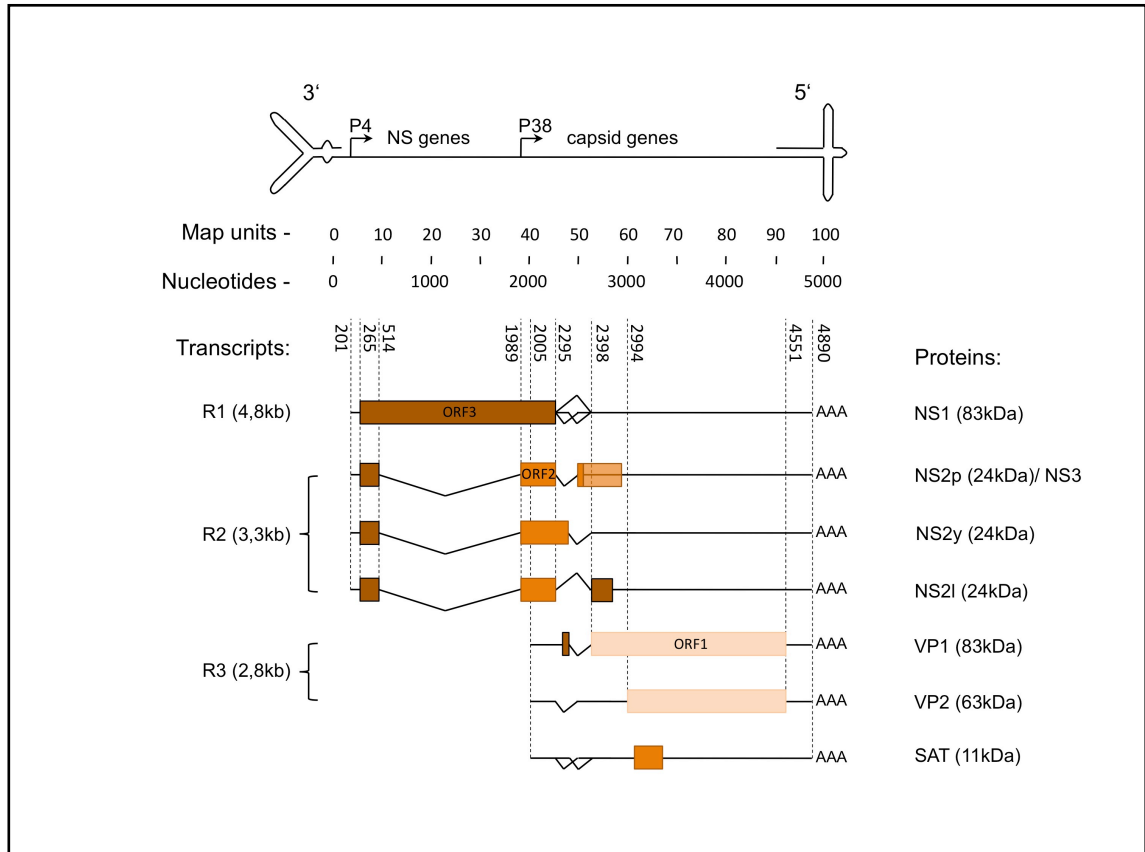 3‘ 5‘
P4 NS genes P38 capsid genes
Map units - 0 10 20 30 40 50 60 70 80 90 100
Nucleotides - 0 1000 2000 3000 4000 5000
Transcripts: 201 265 514 1989 2005 2295 2398 2994 4551 4890 Proteins:
R1 (4,8kb) ORF3 AAA NS1 (83kDa)
ORF2 AAA NS2p (24kDa)/ NS3
R2 (3,3kb) AAA NS2y (24kDa)
AAA NS2l (24kDa)
ORF1 AAA VP1 (83kDa)
R3 (2,8kb)
AAA VP2 (63kDa)
AAA SAT (11kDa)